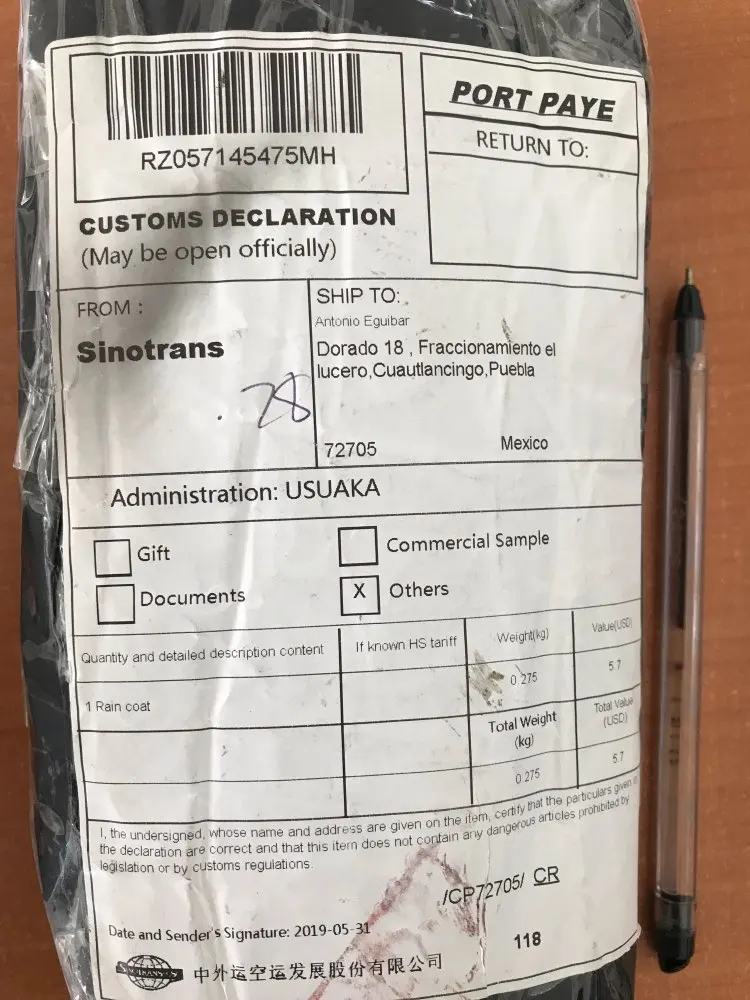 RZ057145475MH
PORT PAYE
RETURN TO:
CUSTOMS DECLARATION
(May be open officially)
FROM :
Sinotrans
.78
SHIP TO:
Antonio Eguibar
Dorado 18 , Fraccionamiento el
lucero,Cuautlancingo,Puebla
72705 Mexico
Administration: USUAKA
Gift
Commercial Sample
Documents
X Others
Quantity and detailed description content If known HS tariff Weight(kg) Value(USD)
1 Rain coat 0.275 5.7
Total Weight
(kg)
Total Value
(USD)
0.275 5.7
I, the undersigned, whose name and address are given on the item, certify that the particulars given in
the declaration are correct and that this item does not contain any dangerous articles prohibited by
legislation or by customs regulations.
/CP72705/ CR
Date and Sender's Signature: 2019-05-31
118
中外运空运发展股份有限公司